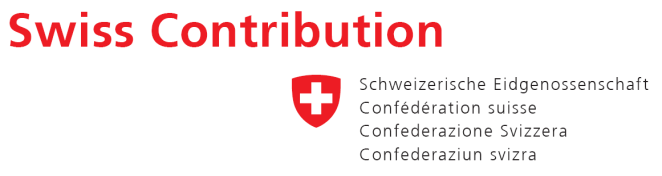 Swiss Contribution
Schweizerische Eidgenossenschaft
Confédération suisse
Confederazione Svizzera
Confederaziun svizra